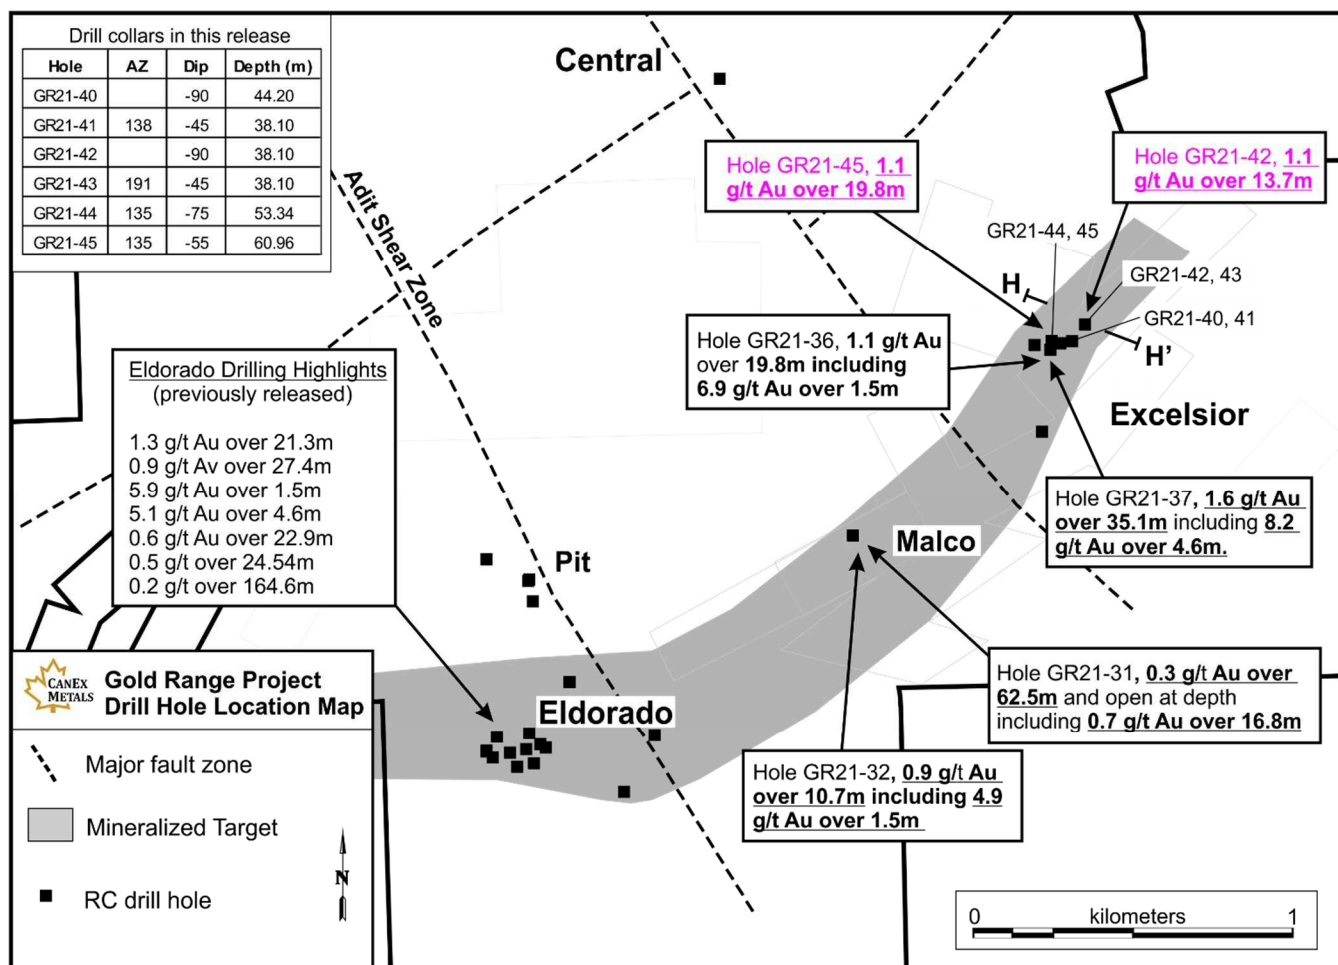 Drill collars in this release
Hole AZ Dip Depth (m)
GR21-40 -90 44.20
GR21-41 138 -45 38.10
GR21-42 -90 38.10
GR21-43 191 -45 38.10
GR21-44 135 -75 53.34
GR21-45 135 -55 60.96
Central
Adit Shear Zone
Hole GR21-45, 1.1
g/t Au over 19.8m
Hole GR21-42, 1.1
g/t Au over 13.7m
GR21-44, 45
GR21-42, 43
H
GR21-40, 41
H’
Hole GR21-36, 1.1 g/t Au
over 19.8m including
6.9 g/t Au over 1.5m
Excelsior
Eldorado Drilling Highlights
(previously released)
1.3 g/t Au over 21.3m
0.9 g/t Av over 27.4m
5.9 g/t Au over 1.5m
5.1 g/t Au over 4.6m
0.6 g/t Au over 22.9m
0.5 g/t over 24.54m
0.2 g/t over 164.6m
Hole GR21-37, 1.6 g/t Au
over 35.1m including 8.2
g/t Au over 4.6m.
Malco
Pit
Hole GR21-31, 0.3 g/t Au over
62.5m and open at depth
including 0.7 g/t Au over 16.8m
Eldorado
Hole GR21-32, 0.9 g/t Au
over 10.7m including 4.9
g/t Au over 1.5m
CANEX
METALS
Gold Range Project
Drill Hole Location Map
Major fault zone
Mineralized Target
RC drill hole
N
0 kilometers 1